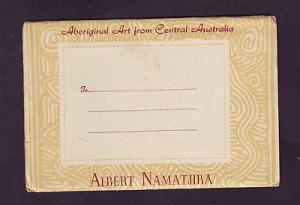 Aboriginal Art from Central Australia
To
ALBERT NAMATJIRA